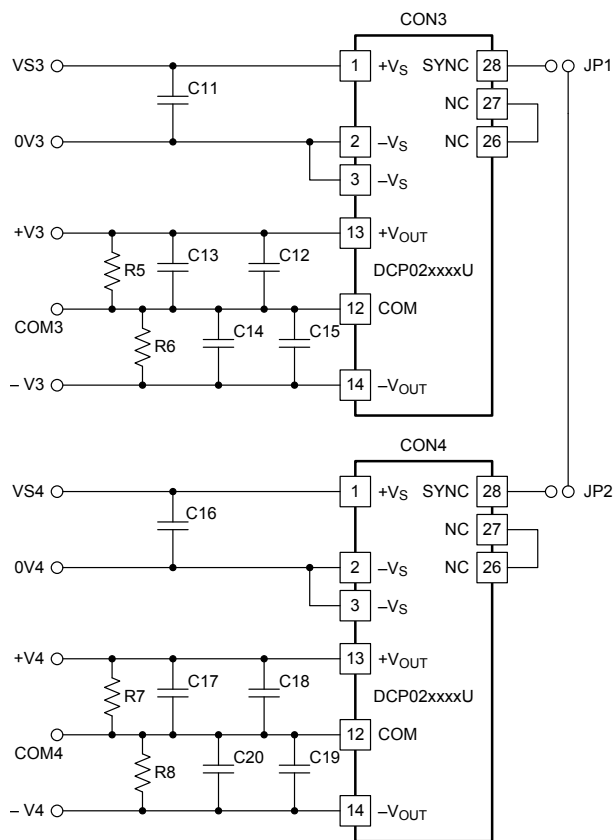 CON3
VS3
1
+VS
SYNC
28
JP1
C11
NC
27
0V3
2
–VS
NC
26
3
–VS
+V3
13
+VOUT
R5
C13
C12
DCP02xxxxU
COM3
12
COM
R6
C14
C15
– V3
14
–VOUT
CON4
VS4
1
+VS
SYNC
28
JP2
C16
NC
27
0V4
2
–VS
NC
26
3
–VS
+V4
13
+VOUT
R7
C17
C18
DCP02xxxxU
COM4
12
COM
R8
C20
C19
– V4
14
–VOUT